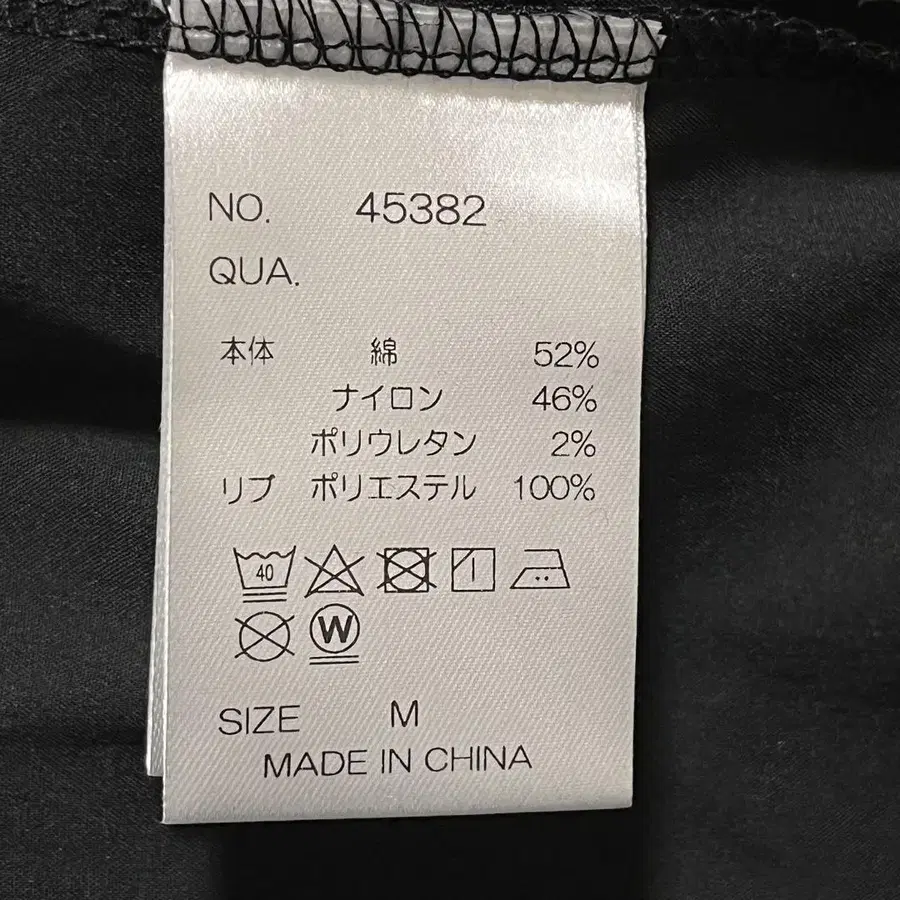 NO. 45382
QUA.
本体 綿 52%
ナイロン 46%
ポリウレタン 2%
リブ ポリエステル 100%
40
W
SIZE M
MADE IN CHINA